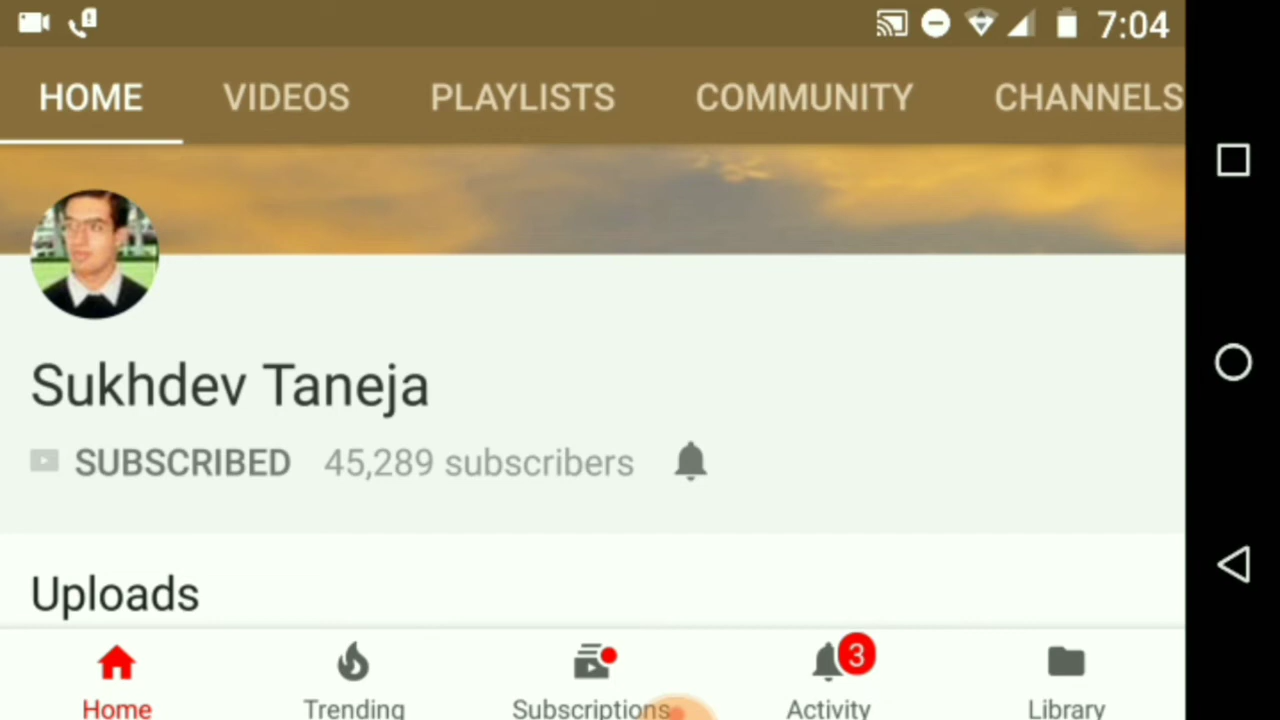 7:04
HOME VIDEOS PLAYLISTS COMMUNITY CHANNELS
Sukhdev Taneja
SUBSCRIBED 45,289 subscribers
Uploads
3
Home Trending Subscriptions Activity Library